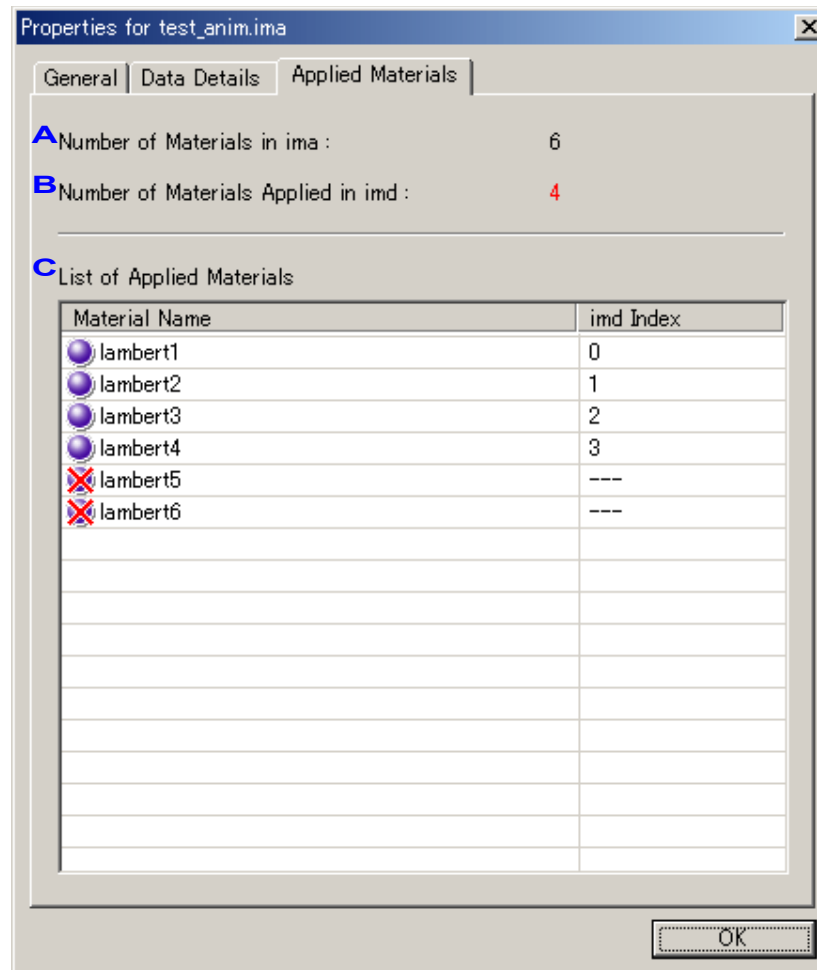 Properties for test_anim.ima
General Data Details Applied Materials
A Number of Materials in ima : 6
B Number of Materials Applied in imd : 4
C List of Applied Materials
Material Name imd Index
lambert1 0
lambert2 1
lambert3 2
lambert4 3
lambert5 ---
lambert6 ---
OK